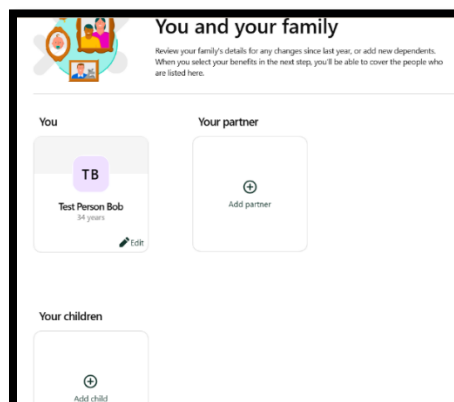 You and your family
Review your family's details for any changes since last year, or add new dependents.
When you select your benefits in the next step, you'll be able to cover the people who
are listed here.
You
Your partner
TB
Test Person Bob
34 years
Edit
Add partner
Your children
Add child